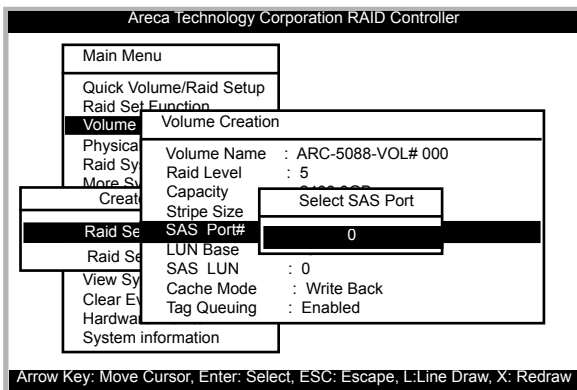 Areca Technology Corporation RAID Controller
Main Menu
Quick Volume/Raid Setup
Raid Set Function
Volume
Physica
Raid Sy
More Sy
Create
Raid Se
Raid Se
View Sy
Clear Ev
Hardwa
System information
Volume Creation
Volume Name : ARC-5088-VOL# 000
Raid Level : 5
Capacity
Stripe Size
SAS Port#
LUN Base
SAS LUN : 0
Cache Mode : Write Back
Tag Queuing : Enabled
Select SAS Port
0
Arrow Key: Move Cursor, Enter: Select, ESC: Escape, L:Line Draw, X: Redraw